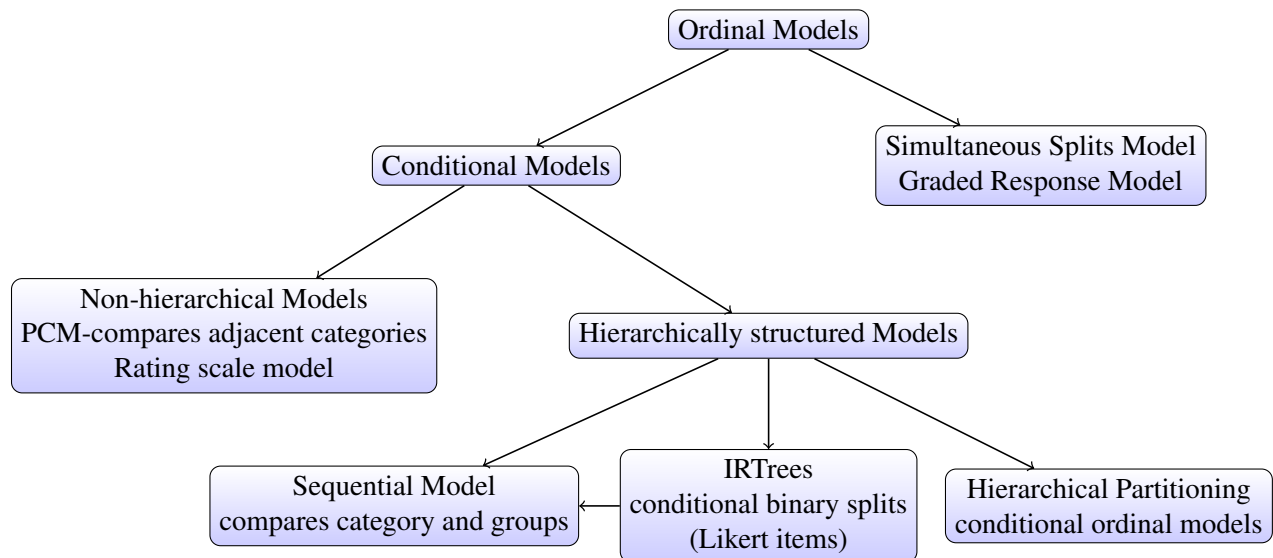 Ordinal Models
Conditional Models
Simultaneous Splits Model
Graded Response Model
Non-hierarchical Models
PCM-compares adjacent categories
Rating scale model
Hierarchically structured Models
Sequential Model
compares category and groups
IRTrees
conditional binary splits
(Likert items)
Hierarchical Partitioning
conditional ordinal models